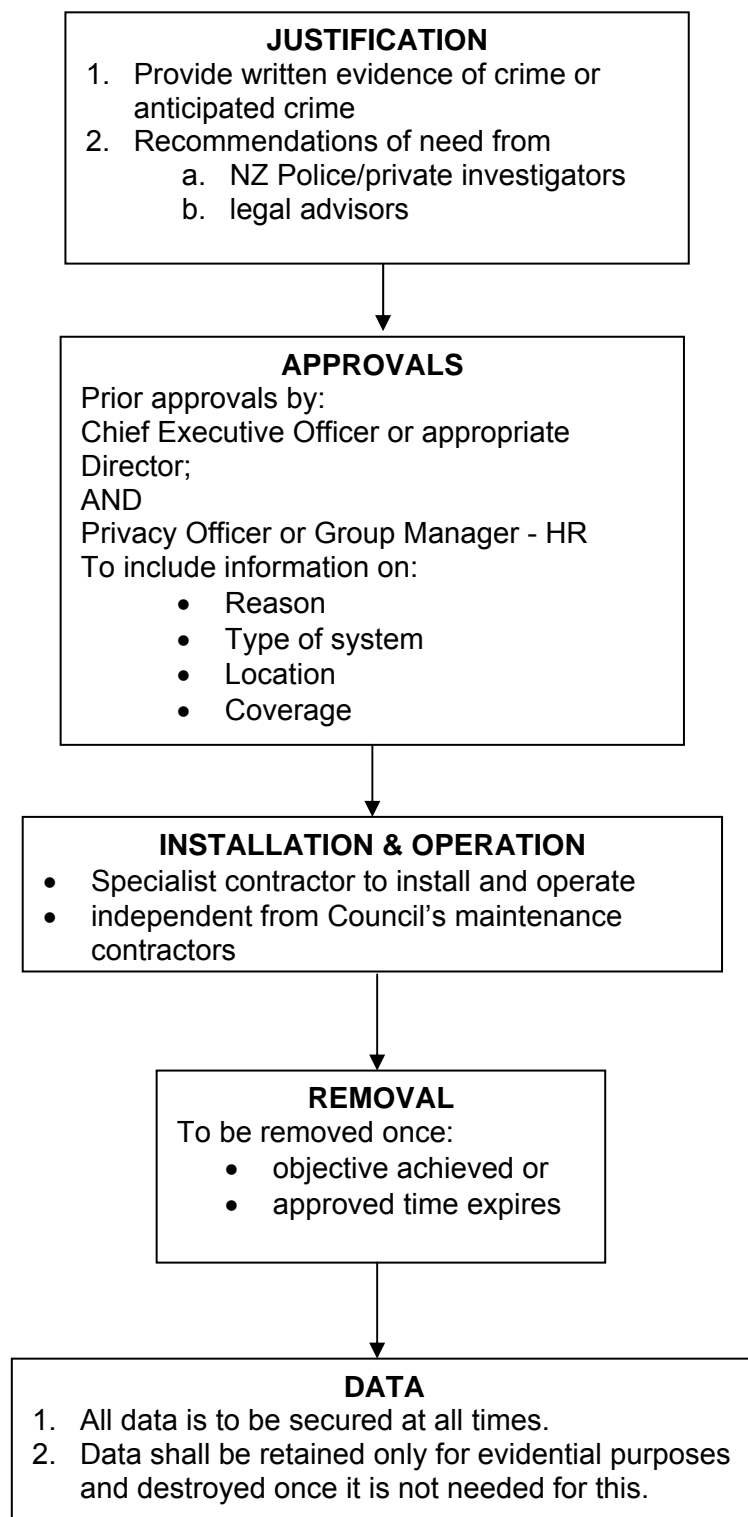 JUSTIFICATION
1. Provide written evidence of crime or
anticipated crime
2. Recommendations of need from
a. NZ Police/private investigators
b. legal advisors
APPROVALS
Prior approvals by:
Chief Executive Officer or appropriate
Director;
AND
Privacy Officer or Group Manager - HR
To include information on:
• Reason
• Type of system
• Location
• Coverage
INSTALLATION & OPERATION
• Specialist contractor to install and operate
• independent from Council’s maintenance
contractors
REMOVAL
To be removed once:
• objective achieved or
• approved time expires
DATA
1. All data is to be secured at all times.
2. Data shall be retained only for evidential purposes
and destroyed once it is not needed for this.